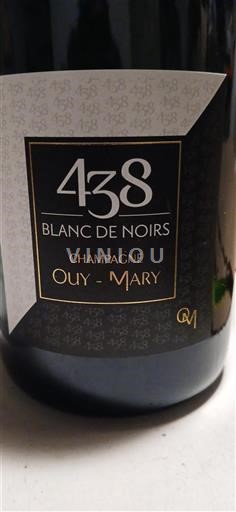 438
BLANC DE NOIRS
VINIOU
CHAMPAGNE
OUY - MARY
OM